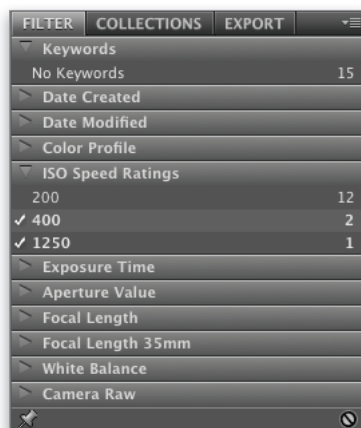 FILTER COLLECTIONS EXPORT
Keywords
No Keywords 15
Date Created
Date Modified
Color Profile
ISO Speed Ratings
200 12
400 2
1250 1
Exposure Time
Aperture Value
Focal Length
Focal Length 35mm
White Balance
Camera Raw